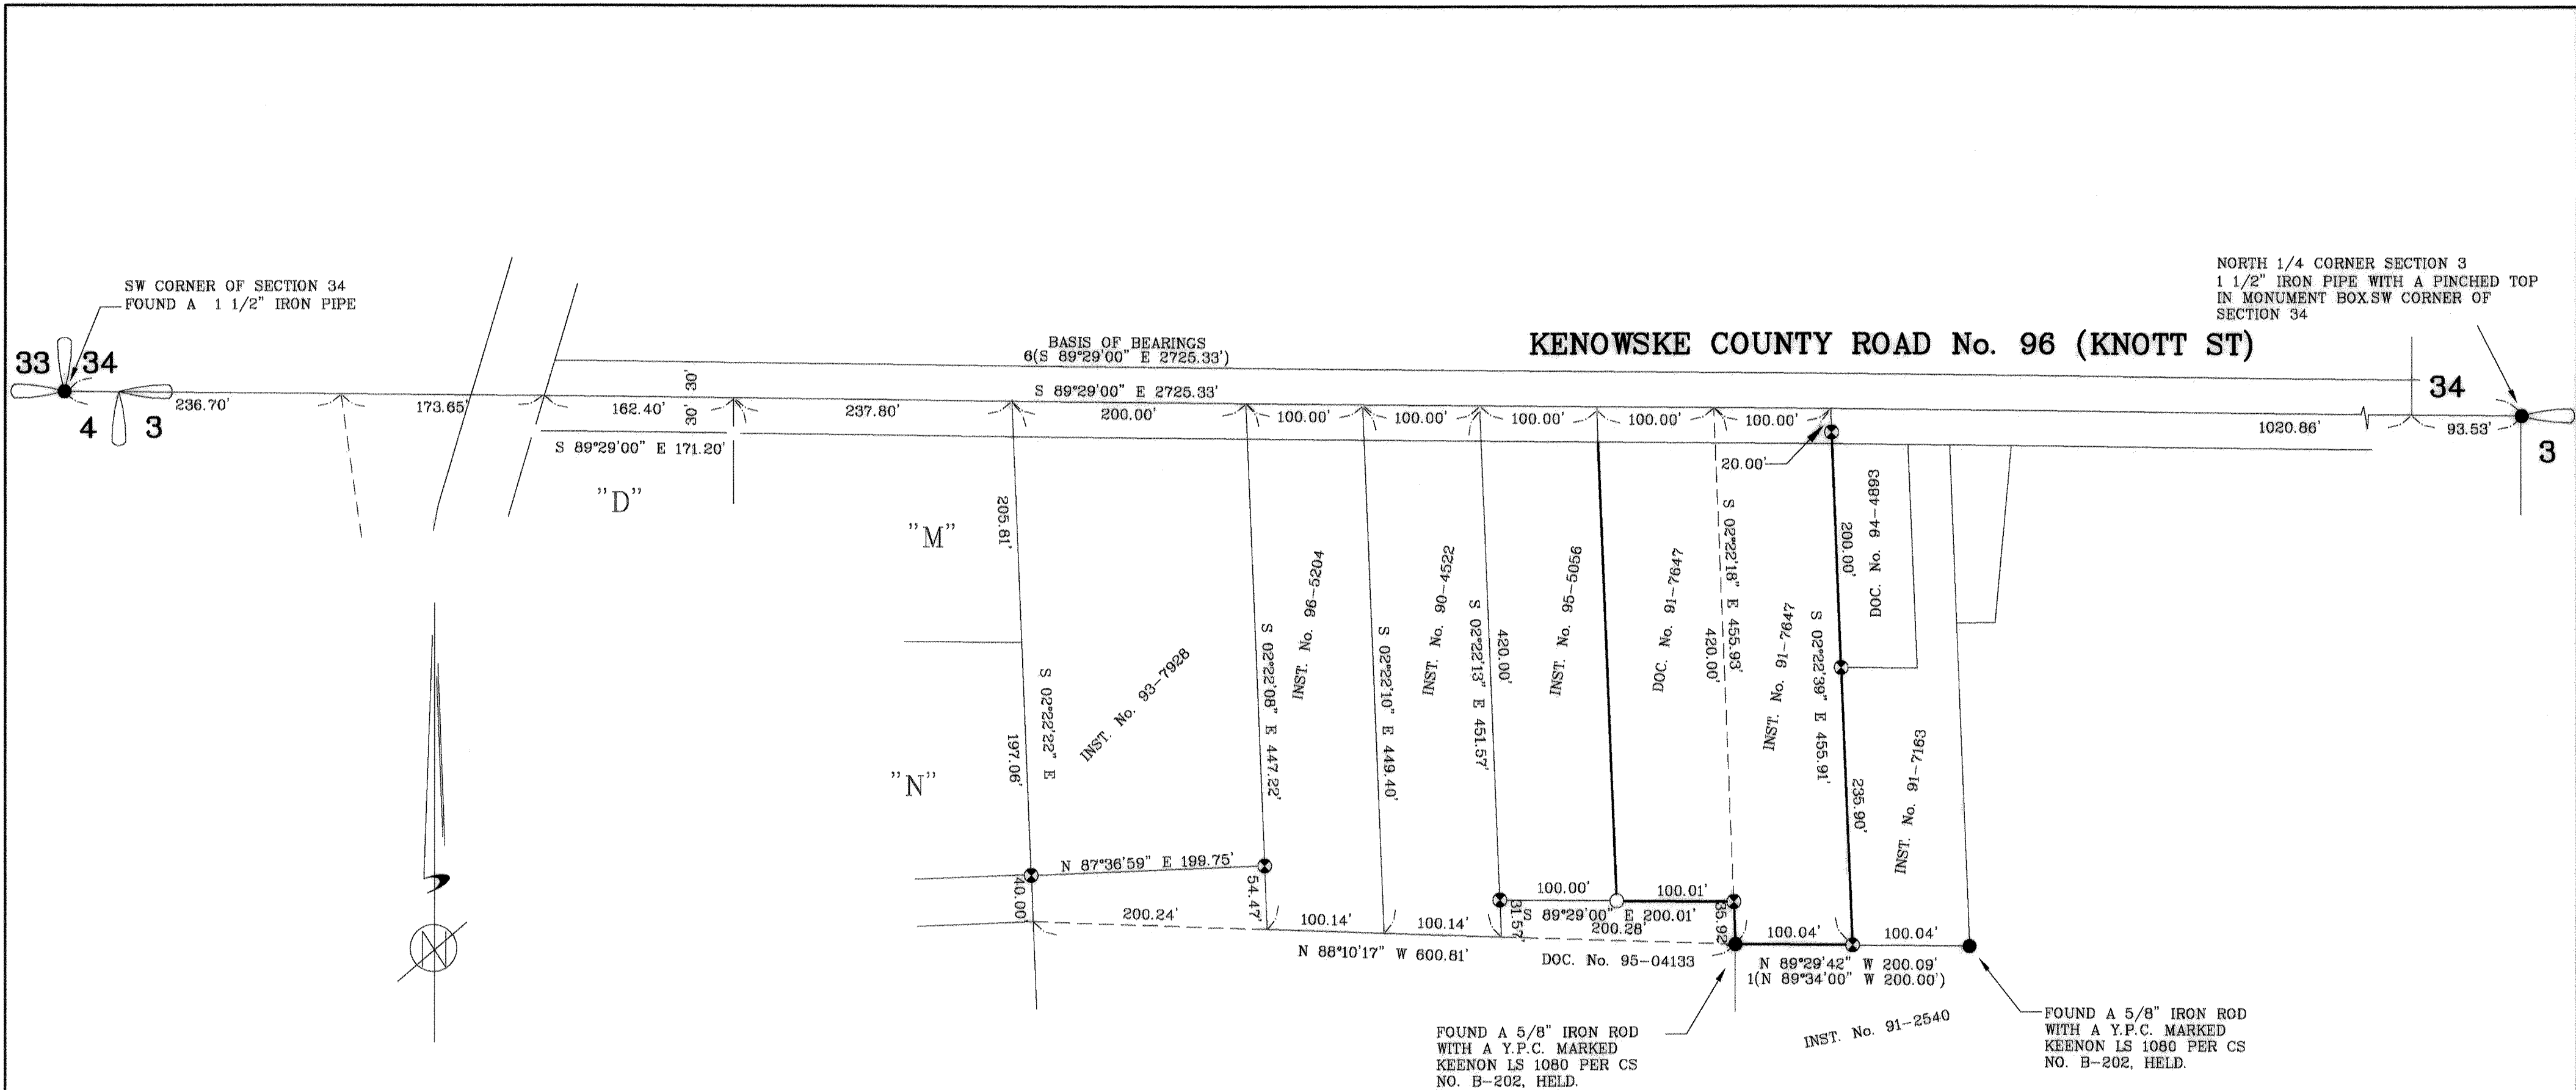 SW CORNER OF SECTION 34
FOUND A 1 1/2" IRON PIPE
NORTH 1/4 CORNER SECTION 3
1 1/2" IRON PIPE WITH A PINCHED TOP
IN MONUMENT BOX.SW CORNER OF
SECTION 34
BASIS OF BEARINGS
6(S 89°29'00" E 2725.33')
KENOWSKE COUNTY ROAD No. 96 (KNOTT ST)
33 34
4 3
34
3
S 89°29'00" E 2725.33'
236.70'
173.65'
162.40'
30'
30'
237.80'
200.00'
100.00'
100.00'
100.00'
100.00'
100.00'
1020.86'
93.53'
S 89°29'00" E 171.20'
20.00'
"D"
"M"
"N"
205.81'
197.06'
S 02°22'22" E
INST. No. 93-7928
S 02°22'08" E 447.22'
INST. No. 96-5204
S 02°22'10" E 449.40'
INST. No. 90-4522
S 02°22'13" E 451.57'
420.00'
INST. No. 95-5056
DOC. No. 91-7647
420.00'
S 02°22'18" E 455.93'
INST. No. 91-7647
S 02°22'39" E 455.91'
200.00'
235.90'
DOC. No. 94-4893
INST. No. 91-7163
N 87°36'59" E 199.75'
40.00'
54.47'
200.24'
100.14'
100.14'
31.57'
100.00'
100.01'
S 89°29'00" E 200.01'
200.28'
35.92'
N 88°10'17" W 600.81'
DOC. No. 95-04133
100.04'
100.04'
N 89°29'42" W 200.09'
1(N 89°34'00" W 200.00')
INST. No. 91-2540
N
FOUND A 5/8" IRON ROD
WITH A Y.P.C. MARKED
KEENON LS 1080 PER CS
NO. B-202, HELD.
FOUND A 5/8" IRON ROD
WITH A Y.P.C. MARKED
KEENON LS 1080 PER CS
NO. B-202, HELD.